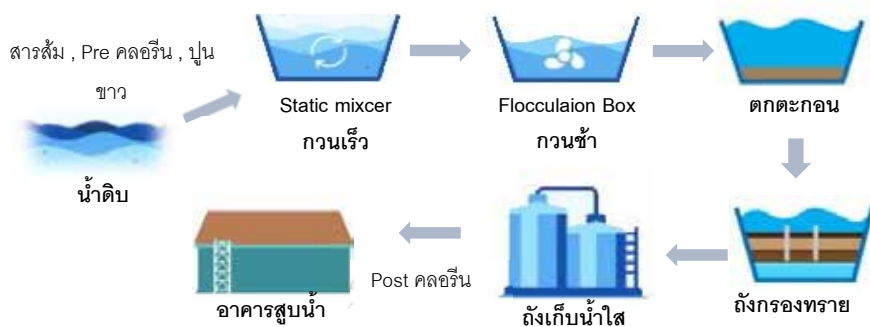 สารส้ม , Pre คลอรีน , ปูน
ขาว
น้ำดิบ
Static mixcer
กวนเร็ว
Flocculaion Box
กวนช้า
ตกตะกอน
ถังกรองทราย
ถังเก็บน้ำใส
Post คลอรีน
อาคารสูบน้ำ